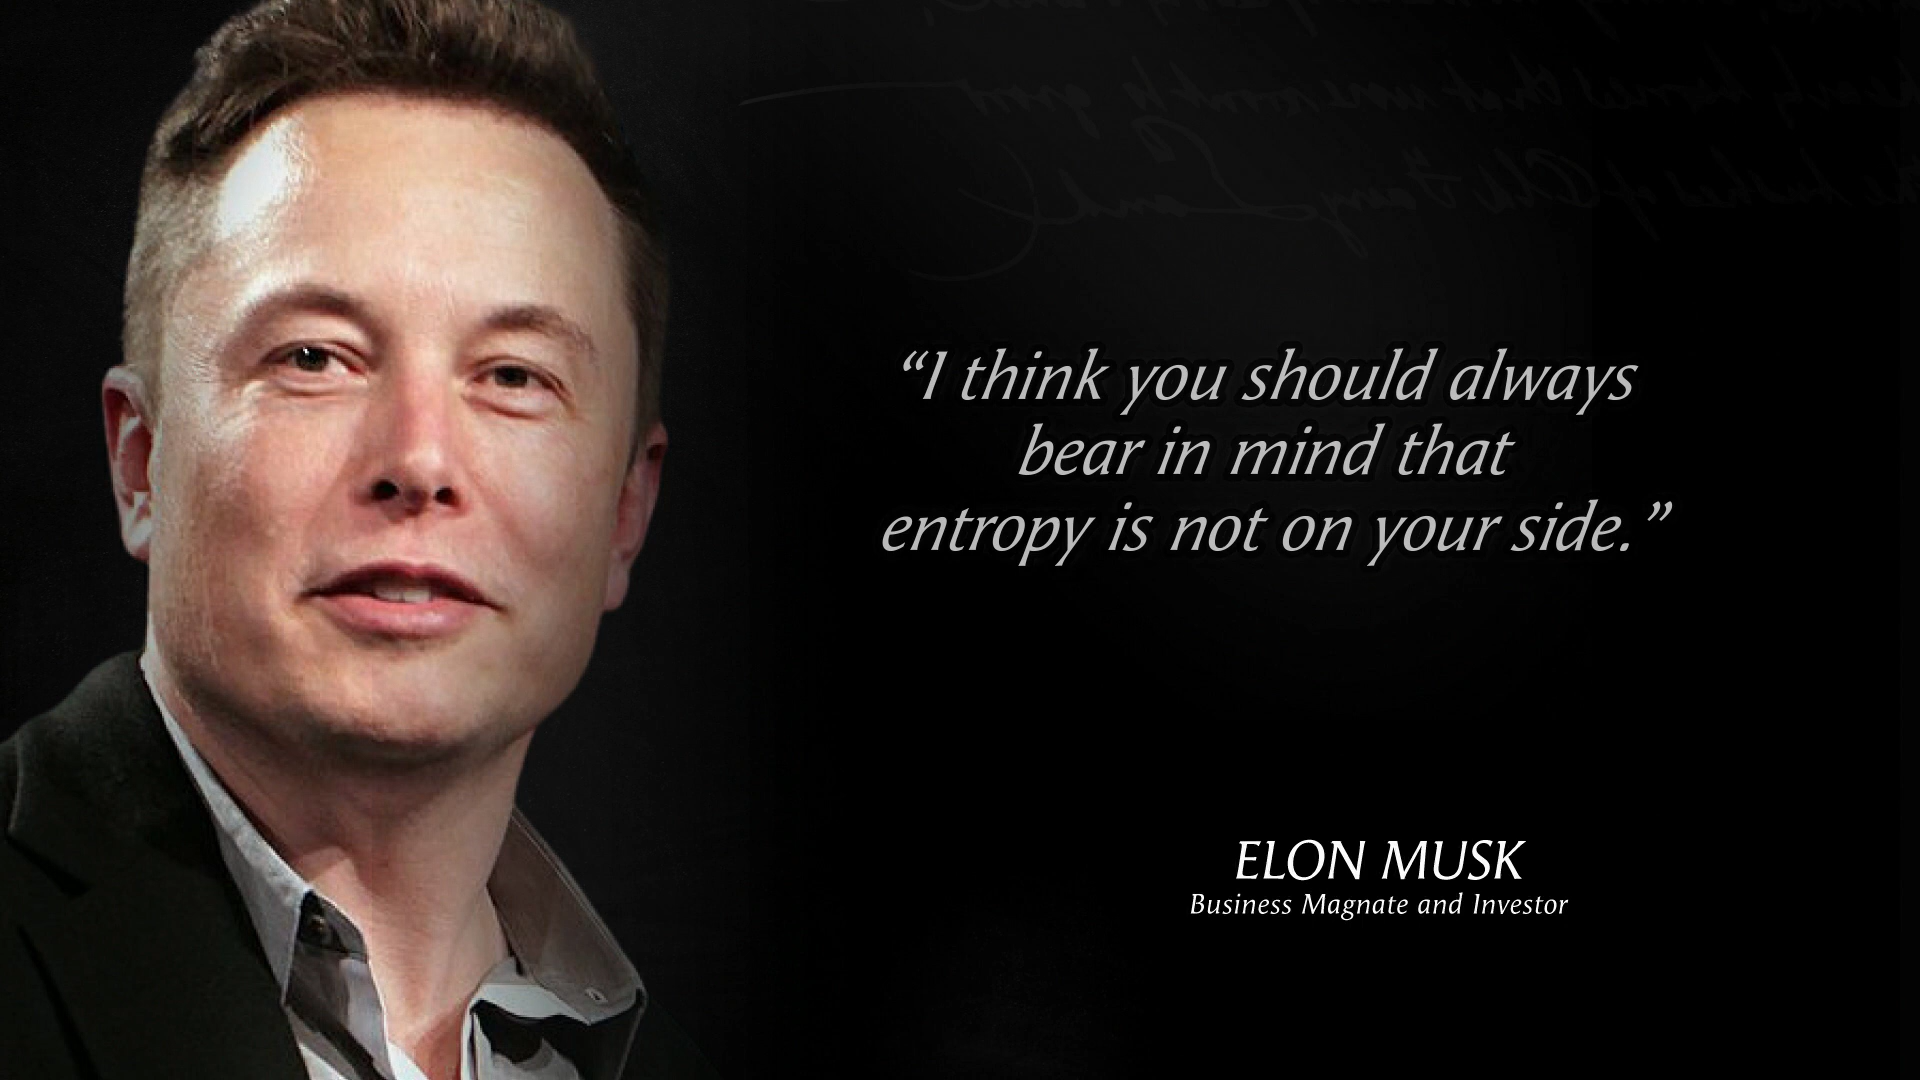 “I think you should always
bear in mind that
entropy is not on your side.”
ELON MUSK
Business Magnate and Investor